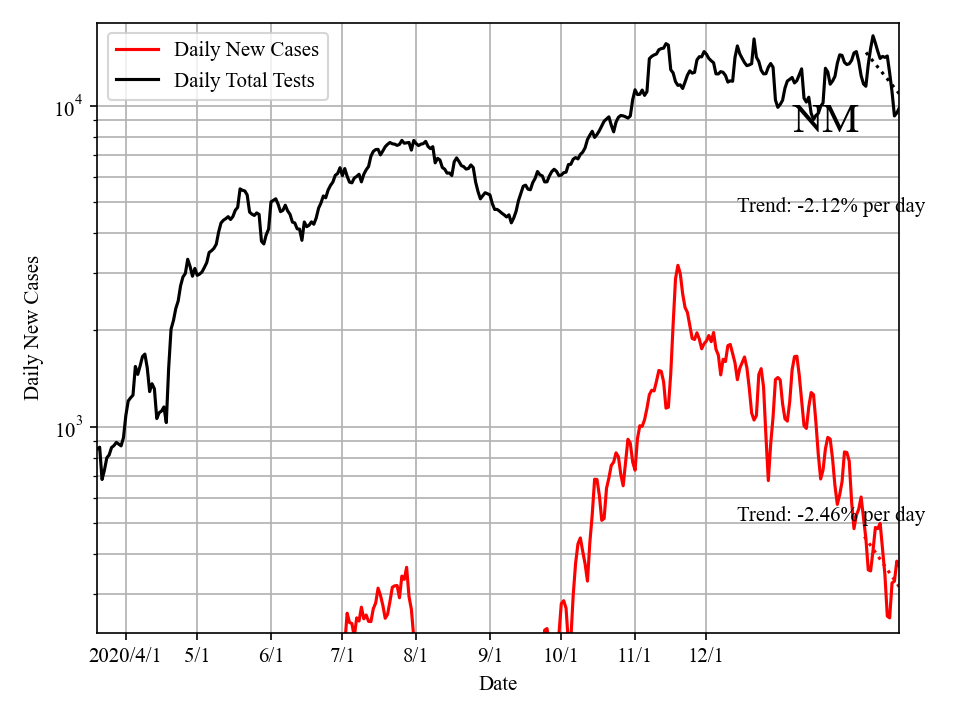 Daily New Cases
Daily Total Tests
10^4
NM
Trend: -2.12% per day
Daily New Cases
10^3
Trend: -2.46% per day
2020/4/1 5/1 6/1 7/1 8/1 9/1 10/1 11/1 12/1
Date